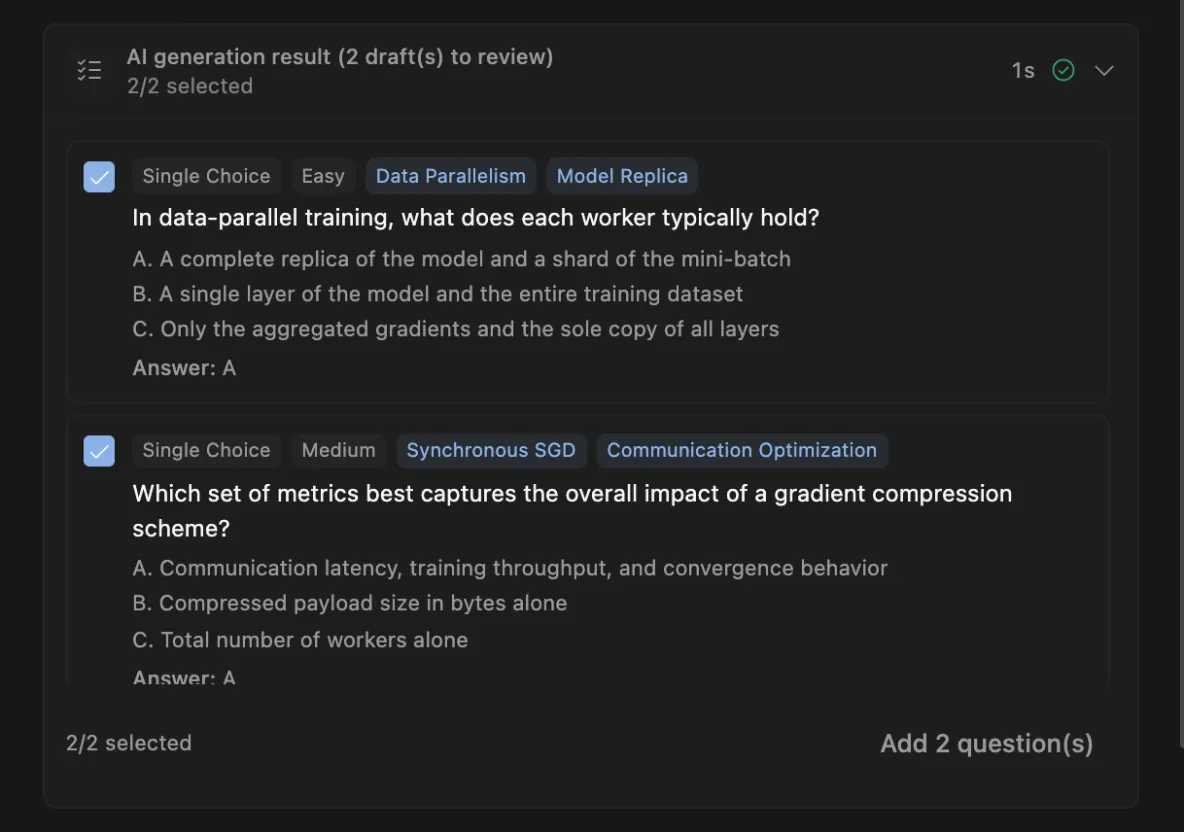 AI generation result (2 draft(s) to review)
2/2 selected
1s
Single Choice Easy Data Parallelism Model Replica
In data-parallel training, what does each worker typically hold?
A. A complete replica of the model and a shard of the mini-batch
B. A single layer of the model and the entire training dataset
C. Only the aggregated gradients and the sole copy of all layers
Answer: A
Single Choice Medium Synchronous SGD Communication Optimization
Which set of metrics best captures the overall impact of a gradient compression
scheme?
A. Communication latency, training throughput, and convergence behavior
B. Compressed payload size in bytes alone
C. Total number of workers alone
Answer: A
2/2 selected
Add 2 question(s)